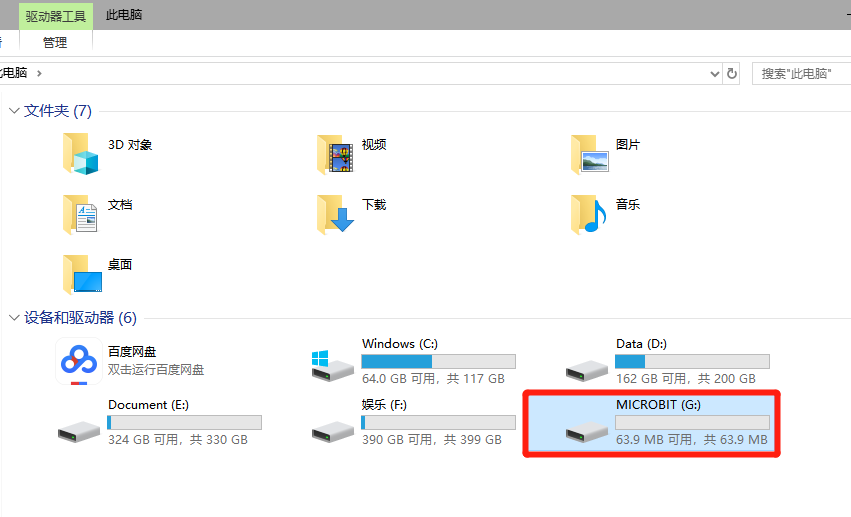 驱动器工具 此电脑
管理
此电脑
搜索"此电脑"
文件夹 (7)
3D 对象
视频
图片
文档
下载
音乐
桌面
设备和驱动器 (6)
百度网盘
双击运行百度网盘
Windows (C:)
64.0 GB 可用，共 117 GB
Data (D:)
162 GB 可用，共 200 GB
Document (E:)
324 GB 可用，共 330 GB
娱乐 (F:)
390 GB 可用，共 399 GB
MICROBIT (G:)
63.9 MB 可用，共 63.9 MB